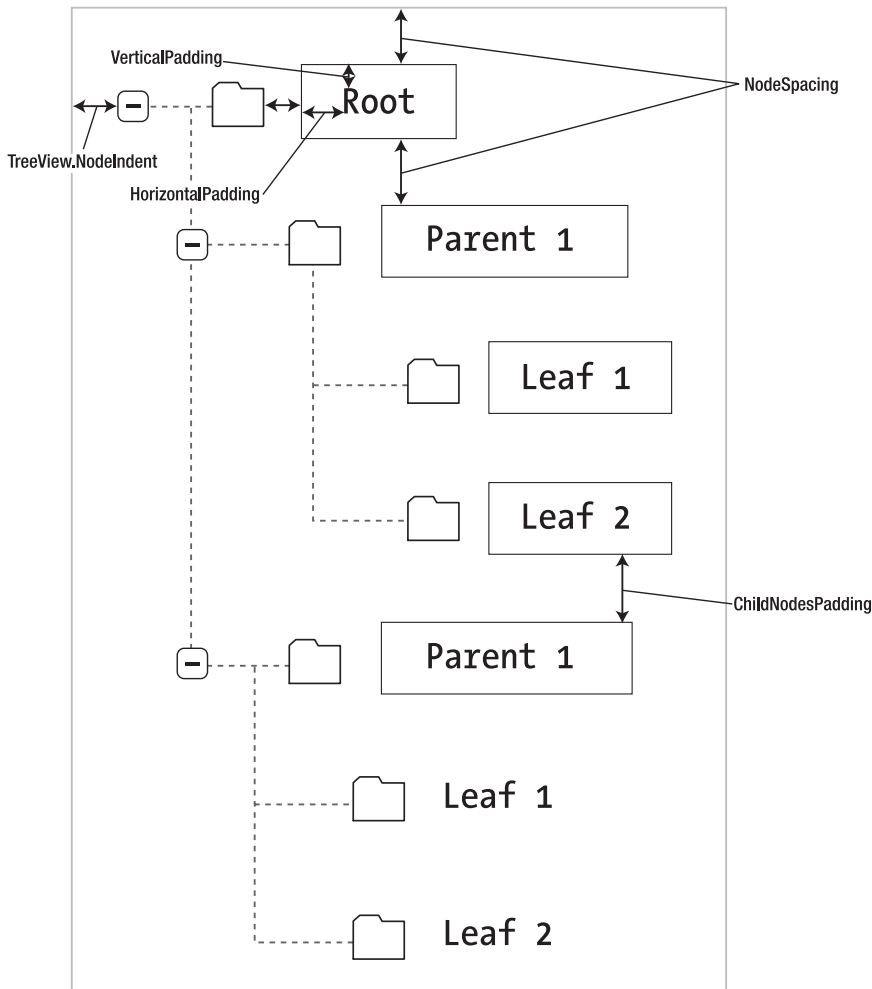 VerticalPadding
NodeSpacing
Root
TreeView.NodeIndent
HorizontalPadding
Parent 1
Leaf 1
Leaf 2
ChildNodesPadding
Parent 1
Leaf 1
Leaf 2